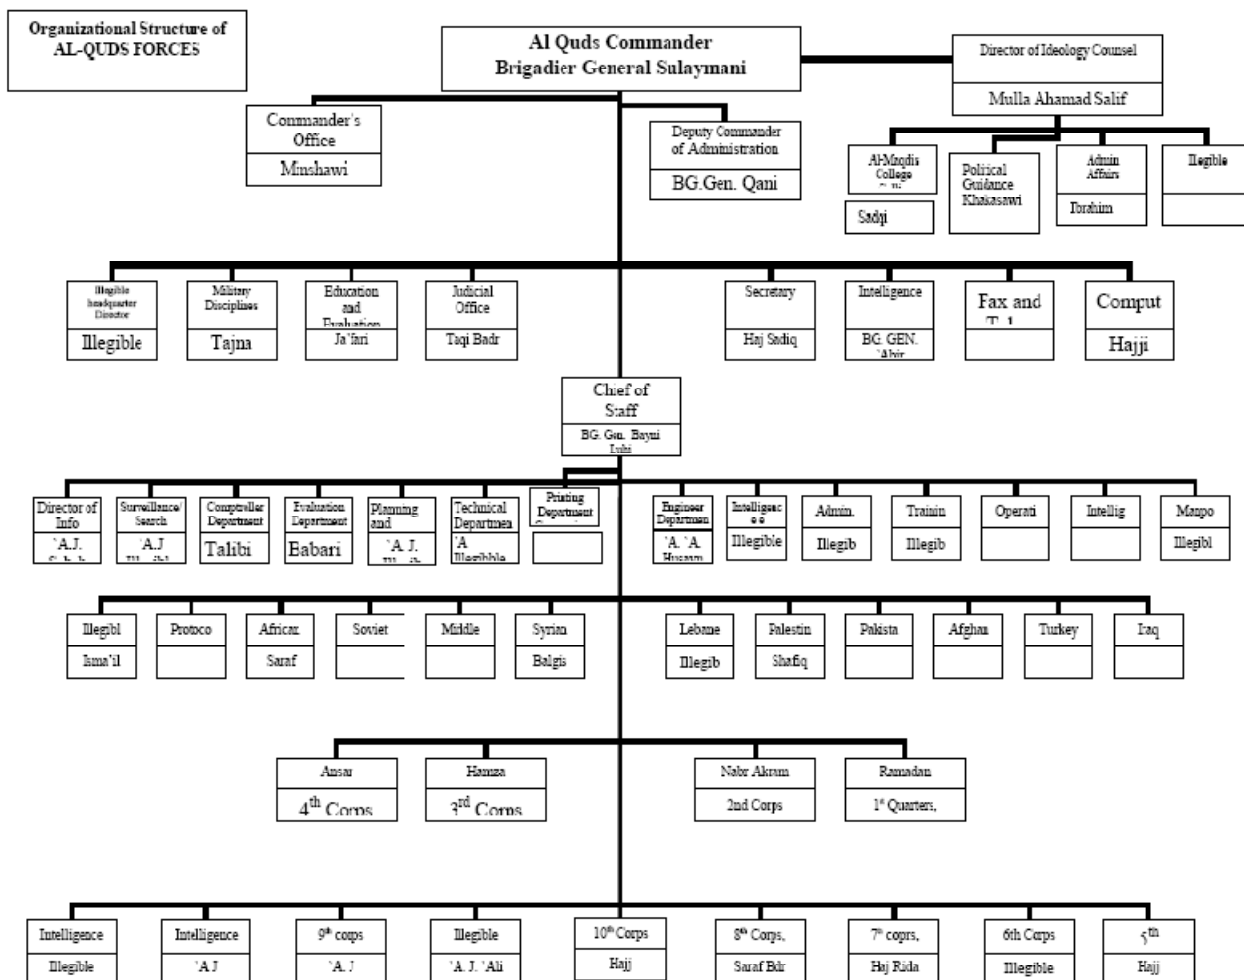 Organizational Structure of
AL-QUDS FORCES
Al Quds Commander
Brigadier General Sulaymani
Director of Ideology Counsel
Mulla Ahamad Salif
Commander's
Office
Minshawi
Deputy Commander
of Administration
BG.Gen. Qani
Al-Maqdis
College
Sadqi
Political
Guidance
Khakasawi
Admin
Affairs
Ibrahim
Illegible
Illegible
headquarter
Director
Illegible
Military
Disciplines
Tajna
Education
and
Evaluation
Ja'fari
Judicial
Office
Taqi Badr
Secretary
Haj Sadiq
Intelligence
BG. GEN.
Fax and
Comput
Hajji
Chief of
Staff
BG. Gen. Bayni
Director of
Info
`A.J.
Surveillance/
Search
`A.J
Comptroller
Department
Talibi
Evaluation
Department
Babari
Planning
and
`A. J.
Technical
Departmen
`A
Illegibble
Printing
Department
Engineer
Departmen
`A. `A.
Husam
Intelligenc
e e
Illegible
Admin.
Illegib
Trainin
Illegib
Operati
Intellig
Manpo
Illegibl
Illegibl
Isma'il
Protoco
African
Saraf
Soviet
Middle
Syrian
Balgis
Lebane
Illegib
Palestin
Shafiq
Pakista
Afghan
Turkey
Iraq
Ansar
4th Corps
Hamza
3rd Corps
Nabr Akram
2nd Corps
Ramadan
1st Quarters,
Intelligence
Illegible
Intelligence
`A J
9th corps
`A. J
Illegible
`A. J. `Ali
10th Corps
Hajj
8th Corps,
Saraf Bdr
7th coprs,
Haj Rida
6th Corps
Illegible
5th
Hajj